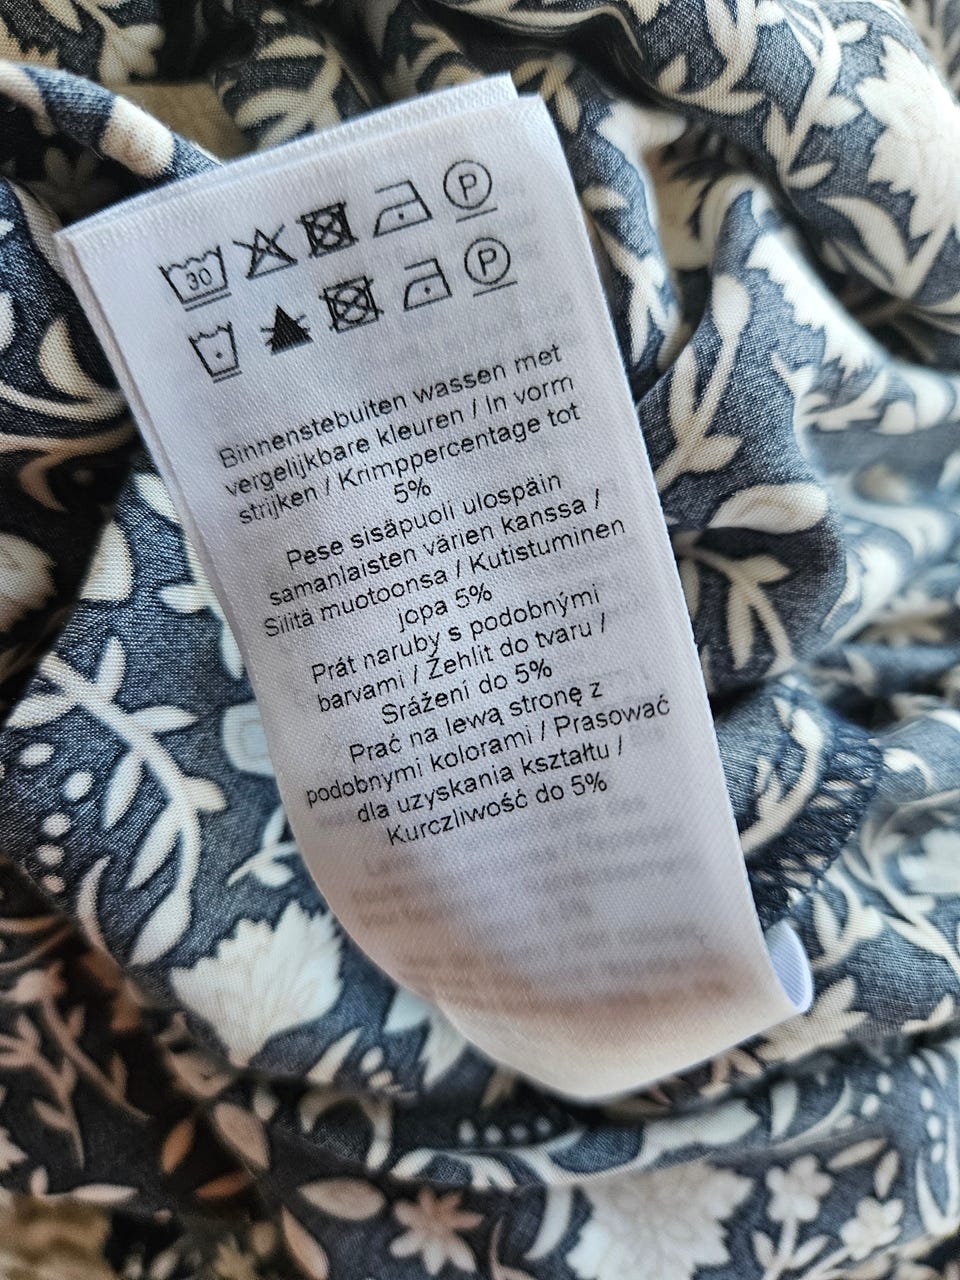 30 P
P
Binnenstebuiten wassen met
vergelijkbare kleuren / In vorm
strijken / Krimppercentage tot
5%
Pese sisäpuoli ulospäin
samanlaisten värien kanssa /
Silitä muotoonsa / Kutistuminen
jopa 5%
Prát naruby s podobnými
barvami / Žehlit do tvaru /
Srážení do 5%
Prać na lewą stronę z
podobnymi kolorami / Prasować
dla uzyskania kształtu /
Kurczliwość do 5%